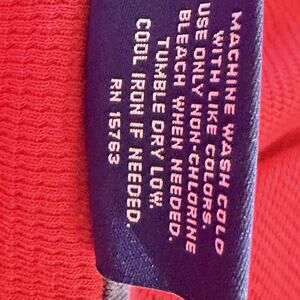 MACHINE WASH COLD
WITH LIKE COLORS.
USE ONLY NON-CHLORINE
BLEACH WHEN NEEDED.
TUMBLE DRY LOW.
COOL IRON IF NEEDED.
RN 15763